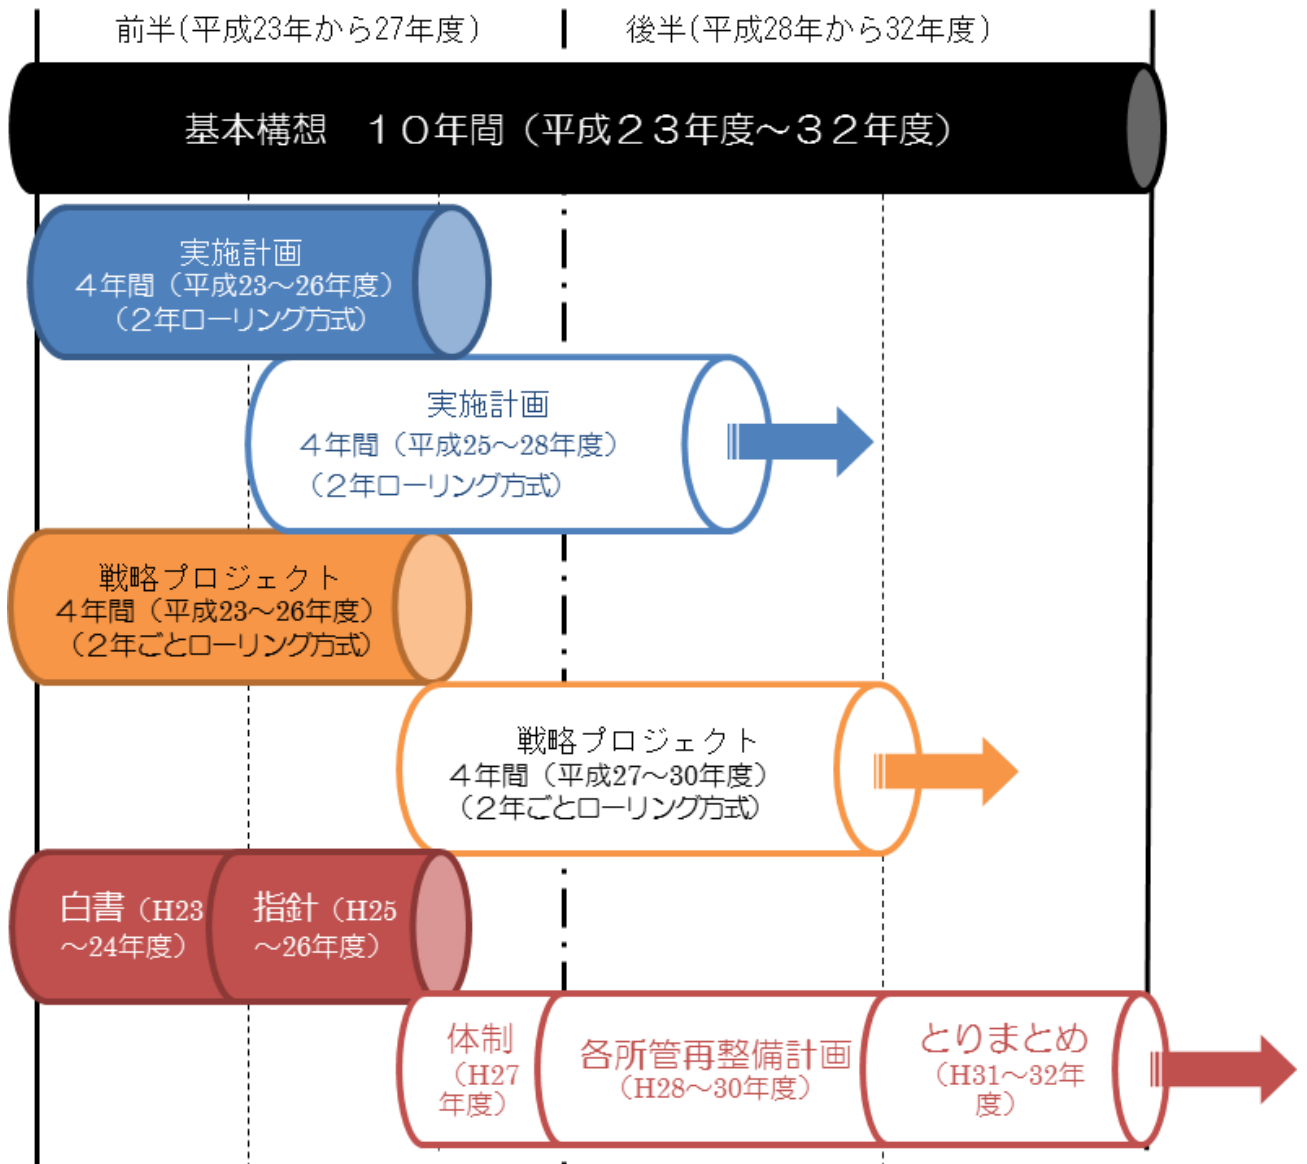 前半(平成23年から27年度)
後半(平成28年から32年度)
基本構想　１０年間（平成２３年度～３２年度）
実施計画
４年間（平成23～26年度）
（２年ローリング方式）
実施計画
４年間（平成25～28年度）
（２年ローリング方式）
戦略プロジェクト
４年間（平成23～26年度）
（２年ごとローリング方式）
戦略プロジェクト
４年間（平成27～30年度）
（２年ごとローリング方式）
白書（H23
～24年度）
指針（H25
～26年度）
体制
（H27
年度）
各所管再整備計画
（H28～30年度）
とりまとめ
（H31～32年
度）